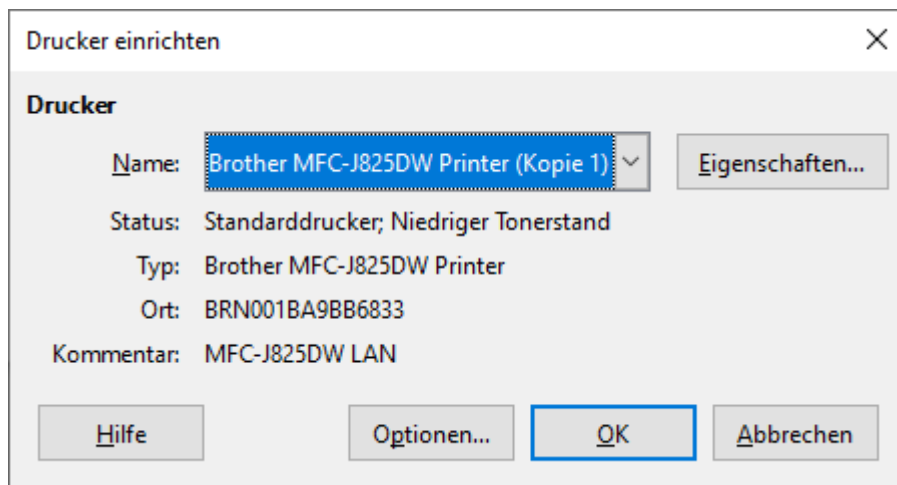 Drucker einrichten
Drucker
Name: Brother MFC-J825DW Printer (Kopie 1) Eigenschaften...
Status: Standarddrucker; Niedriger Tonerstand
Typ: Brother MFC-J825DW Printer
Ort: BRN001BA9BB6833
Kommentar: MFC-J825DW LAN
Hilfe Optionen... OK Abbrechen